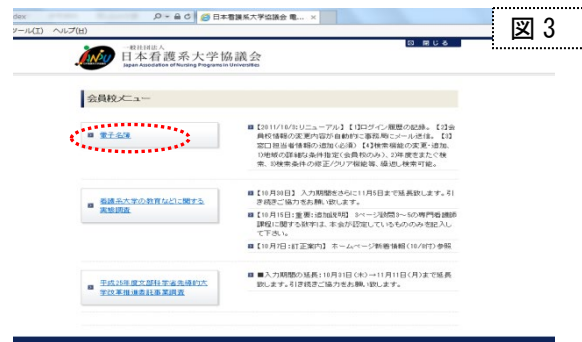 dex
日本看護系大学協議会 電... ×
ツール(T) ヘルプ(H)
図 3
閉じる
一般社団法人
日本看護系大学協議会
Japan Association of Nursing Programs in Universities
JANPU
会員校メニュー
電子名簿
【2011/10/3:リニューアル】【1】ログイン履歴の記録。【2】会
員校情報の変更内容が自動的に事務局にメール送信。【3】
窓口担当者情報の追加(必須)【4】検索機能の変更・追加、
1)地域の詳細な条件指定(会員校のみ)、2)年度をまたぐ検
索、3)検索条件の修正/クリア機能等、繰返し検索可能。
看護系大学の教育などに関する
実態調査
【10月30日】 入力期間をさらに11月5日まで延長致します。引
き続きご協力をお願い致します。
【10月15日:重要:追加説明】 9ページ設問3~5の専門看護師
課程に関する数字は、本会が認定しているもののみを記入し
て下さい。
【10月7日:訂正案内】 ホームページ新着情報(10/8付)参照
平成25年度文部科学省先導的大
学改革推進委託事業調査
■入力期間の延長:10月31日(木)→11月11日(月)まで延長
致します。引き続きご協力をお願い致します。